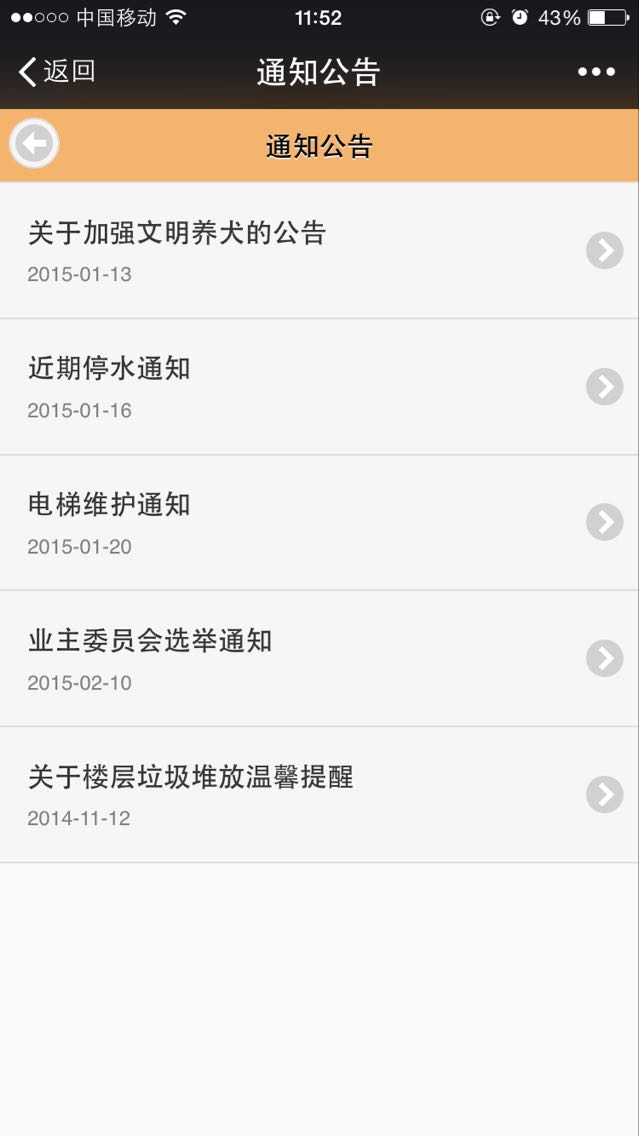 中国移动 11:52 43%
返回 通知公告
通知公告
关于加强文明养犬的公告
2015-01-13
近期停水通知
2015-01-16
电梯维护通知
2015-01-20
业主委员会选举通知
2015-02-10
关于楼层垃圾堆放温馨提醒
2014-11-12